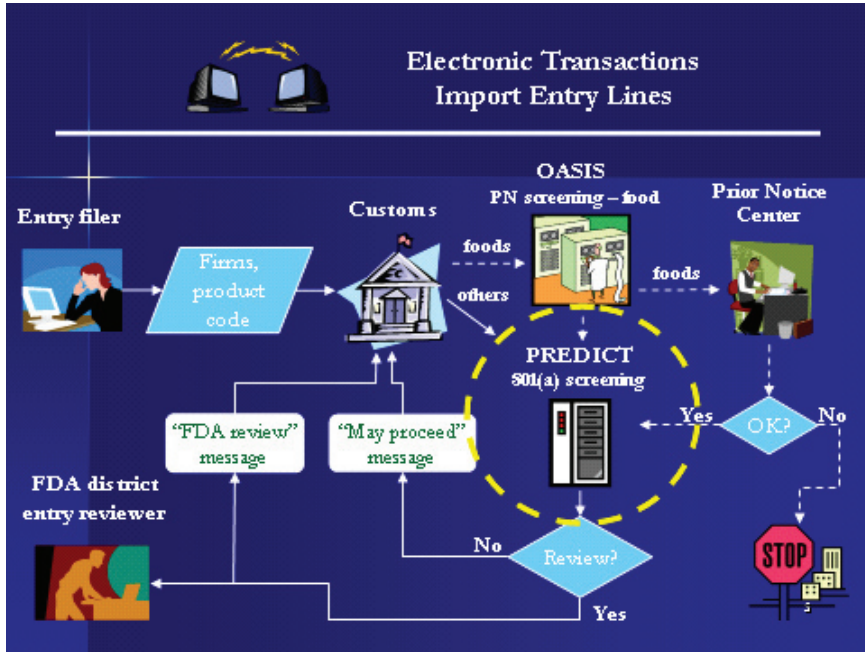 Electronic Transactions
Import Entry Lines
OASIS
PN screening – food
Prior Notice
Center
Customs
Entry filer
foods
Firms,
product
code
foods
others
PREDICT
801(a) screening
"FDA review"
message
"May proceed"
message
Yes
OK?
No
FDA district
entry reviewer
No
Review?
STOP
Yes
5